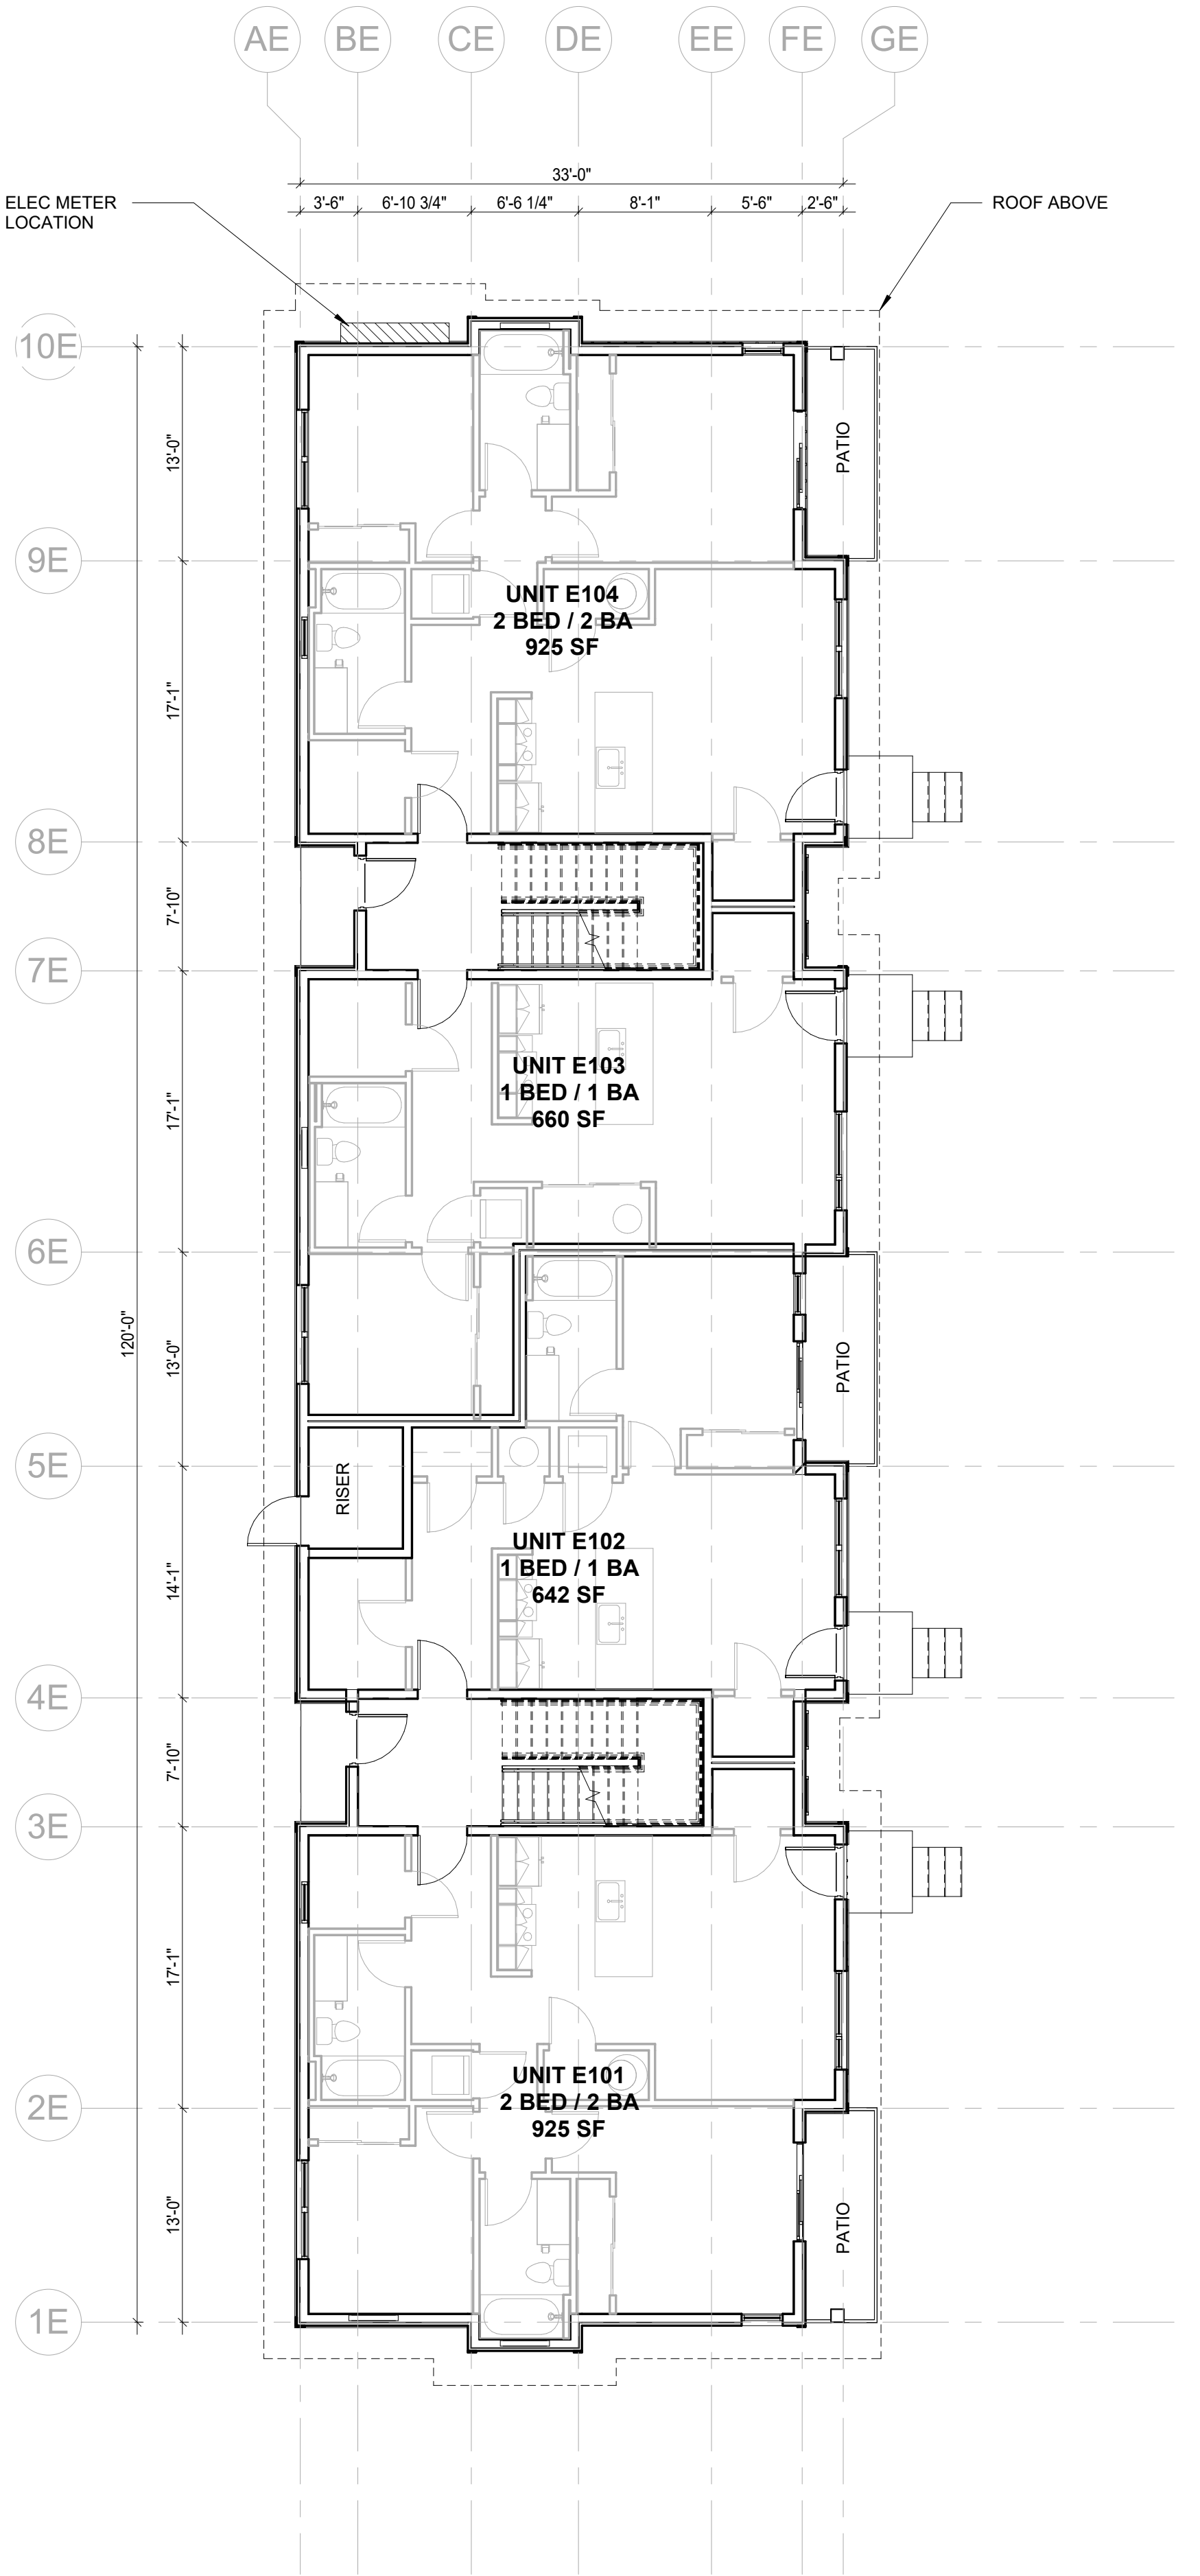 AE
BE
CE
DE
EE
FE
GE
33'-0"
3'-6"
6'-10 3/4"
6'-6 1/4"
8'-1"
5'-6"
2'-6"
ELEC METER
LOCATION
ROOF ABOVE
10E
13'-0"
PATIO
9E
UNIT E104
2 BED / 2 BA
925 SF
17'-1"
8E
7'-10"
7E
UNIT E103
1 BED / 1 BA
660 SF
17'-1"
6E
120'-0"
13'-0"
PATIO
5E
RISER
UNIT E102
1 BED / 1 BA
642 SF
14'-1"
4E
7'-10"
3E
17'-1"
UNIT E101
2 BED / 2 BA
925 SF
2E
13'-0"
PATIO
1E